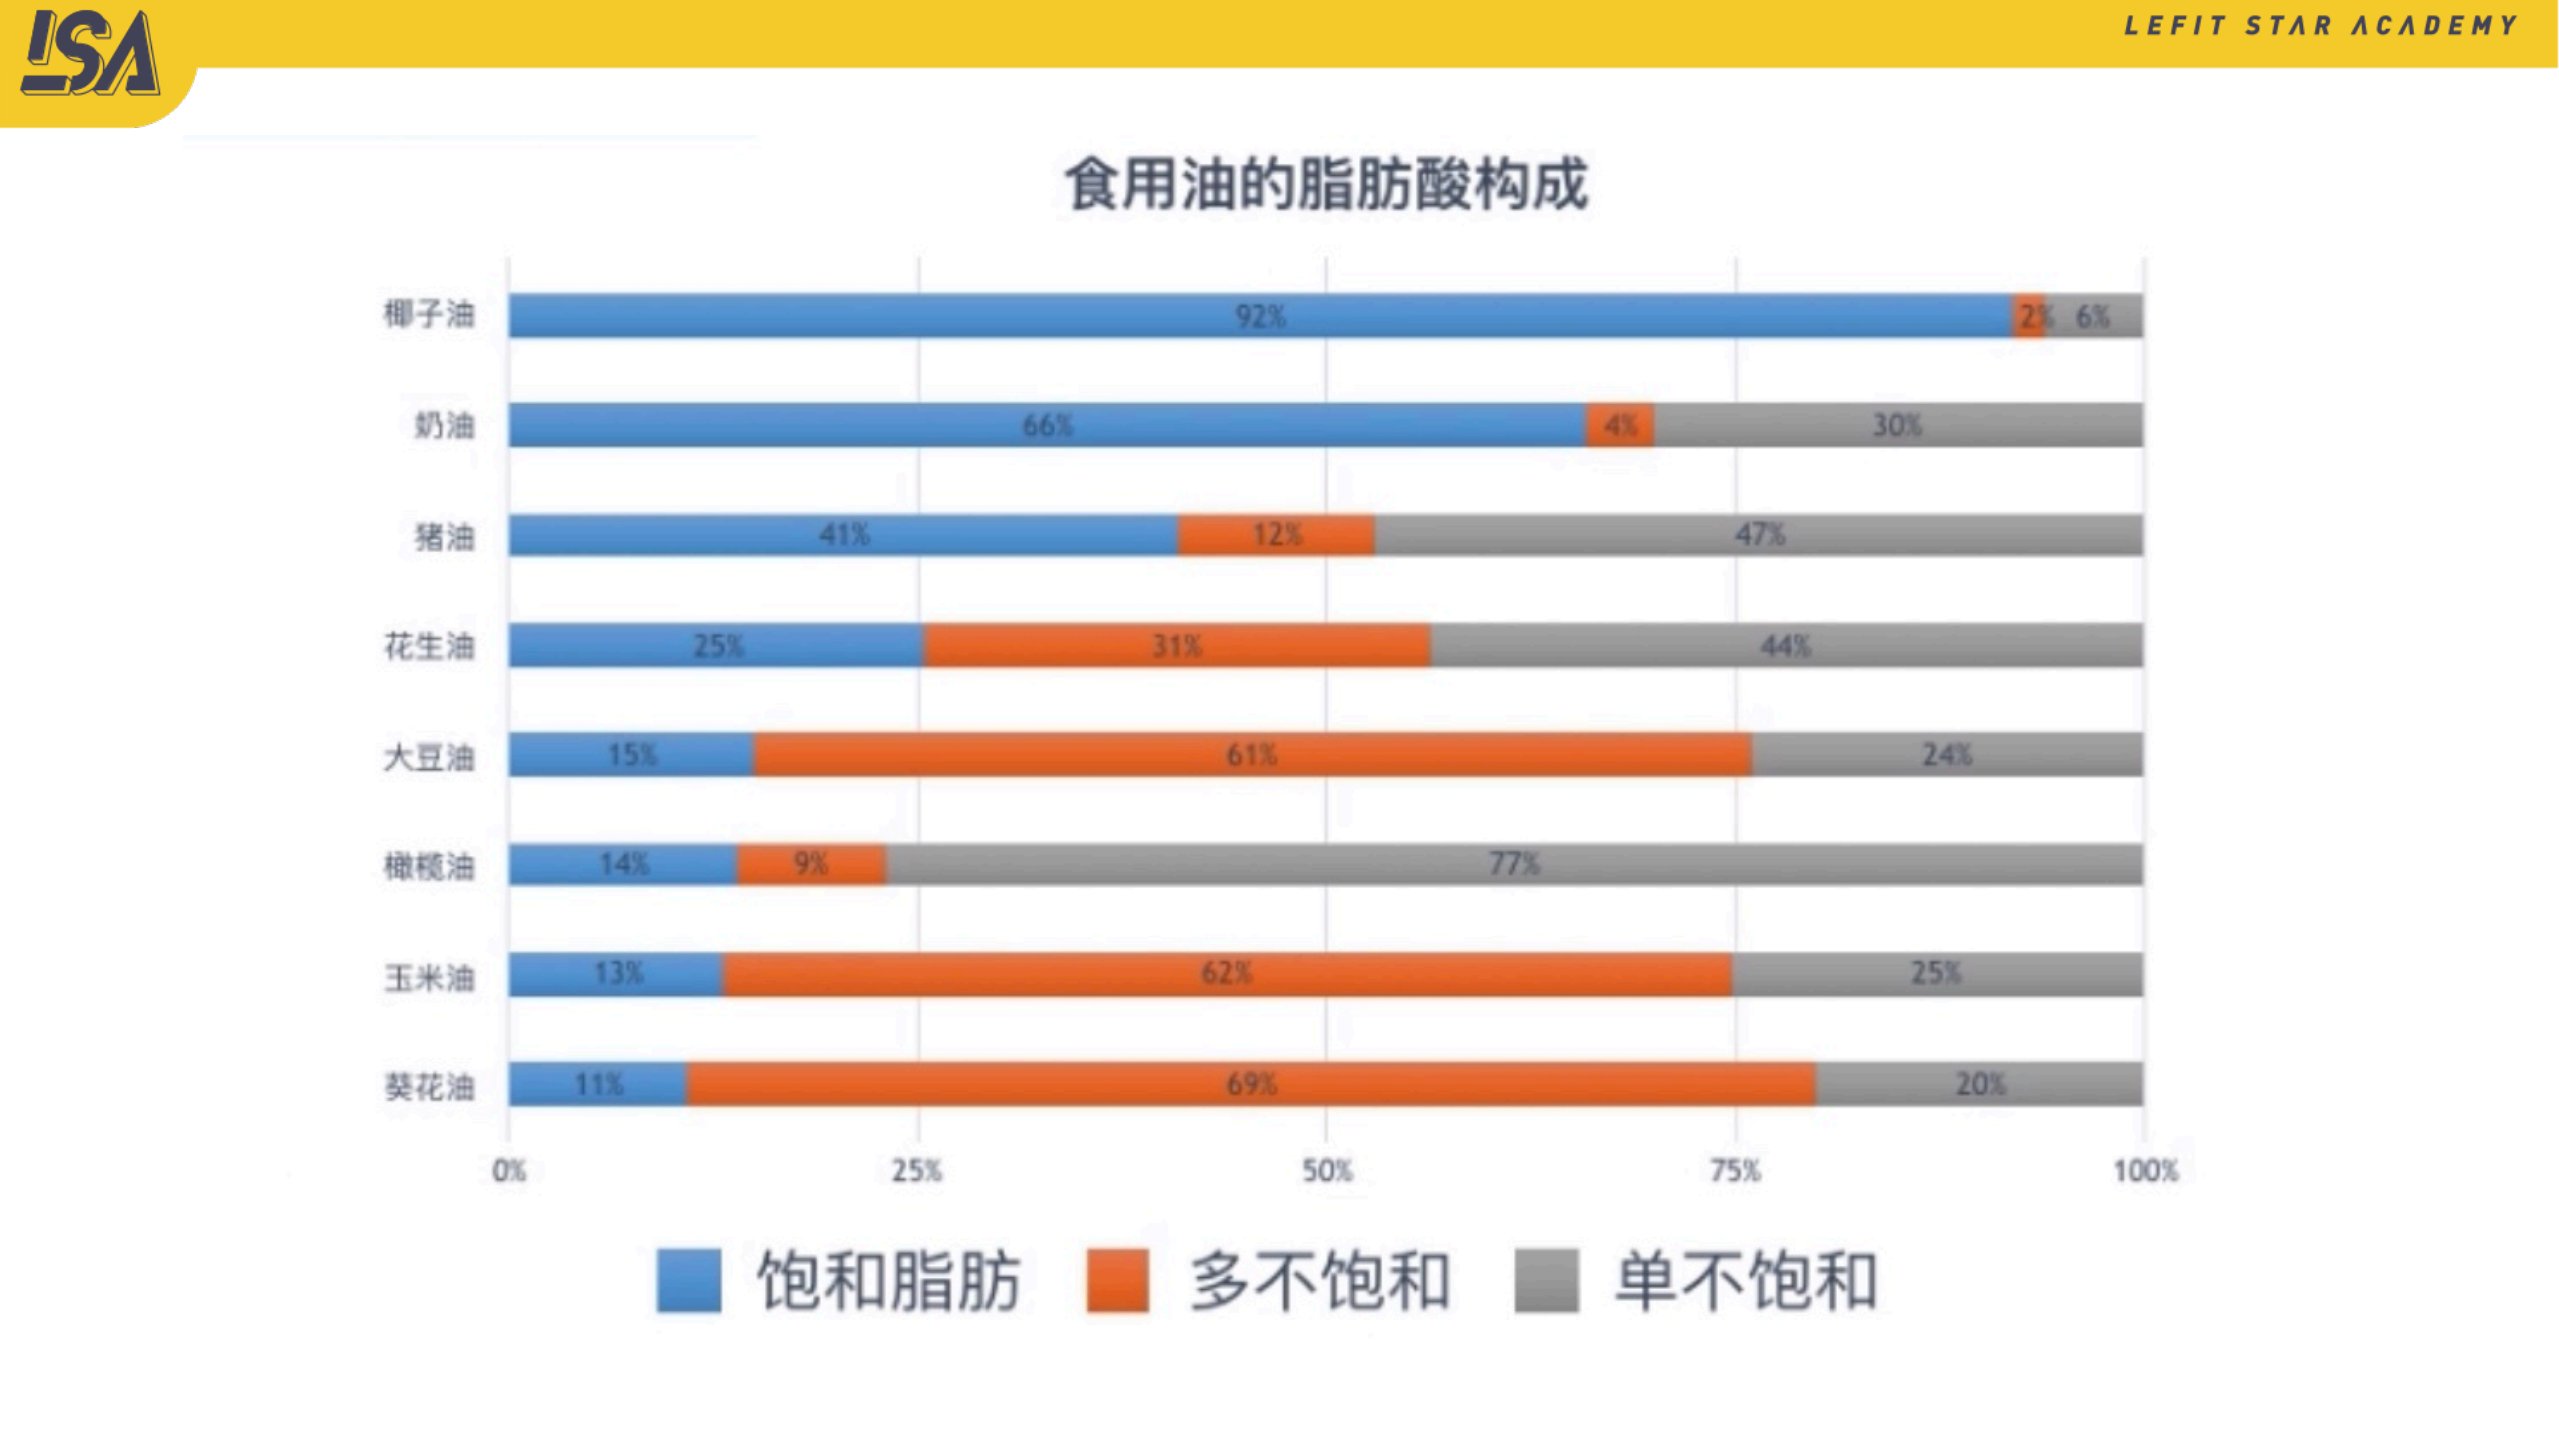 LSA
LEFIT STAR ACADEMY
食用油的脂肪酸构成
椰子油 92% 2% 6%
奶油 66% 4% 30%
猪油 41% 12% 47%
花生油 25% 31% 44%
大豆油 15% 61% 24%
橄榄油 14% 9% 77%
玉米油 13% 62% 25%
葵花油 11% 69% 20%
0% 25% 50% 75% 100%
饱和脂肪 多不饱和 单不饱和